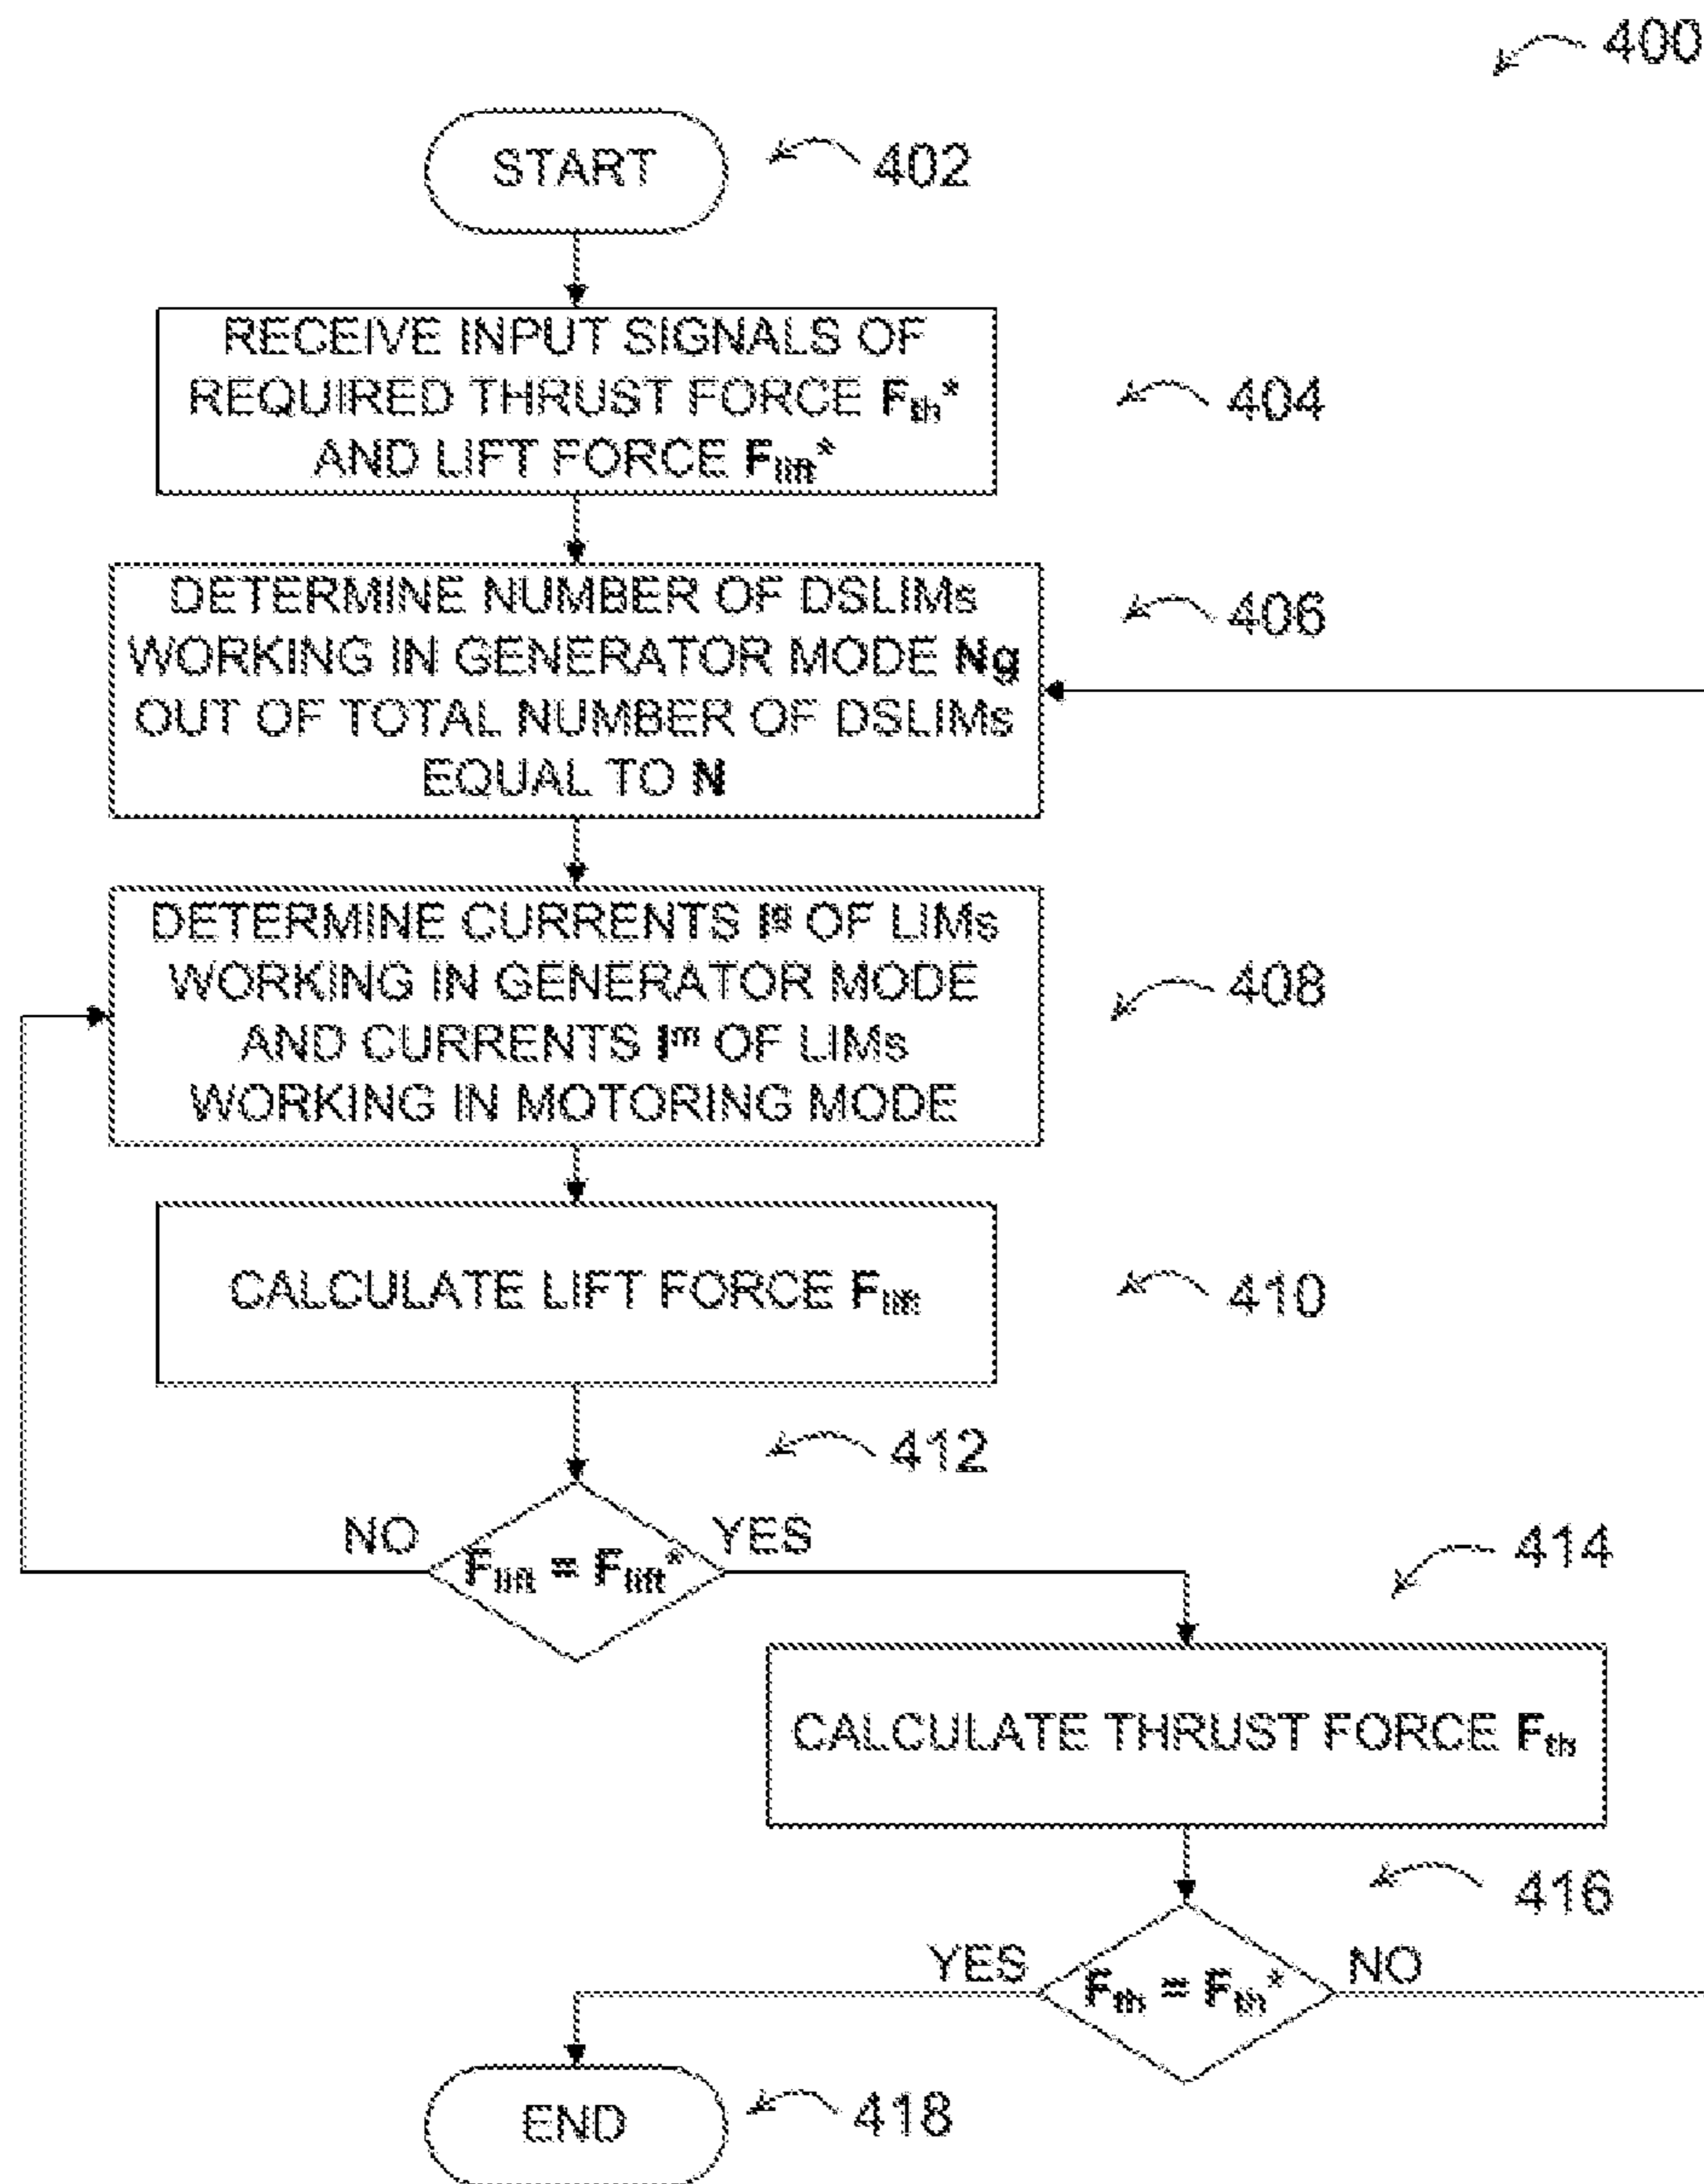 400
START
402
RECEIVE INPUT SIGNALS OF
REQUIRED THRUST FORCE Fth*
AND LIFT FORCE Flift*
404
DETERMINE NUMBER OF DSLIMs
WORKING IN GENERATOR MODE Ng
OUT OF TOTAL NUMBER OF DSLIMs
EQUAL TO N
406
DETERMINE CURRENTS Ig OF LIMs
WORKING IN GENERATOR MODE
AND CURRENTS Im OF LIMs
WORKING IN MOTORING MODE
408
CALCULATE LIFT FORCE Flift
410
412
NO
Flift = Flift*
YES
414
CALCULATE THRUST FORCE Fth
416
YES
Fth = Fth*
NO
END
418